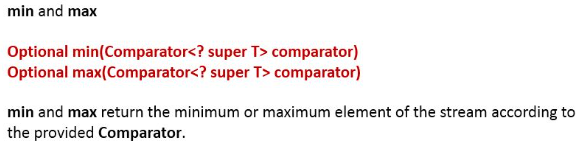 min and max
Optional min(Comparator<? super T> comparator)
Optional max(Comparator<? super T> comparator)
min and max return the minimum or maximum element of the stream according to
the provided Comparator.